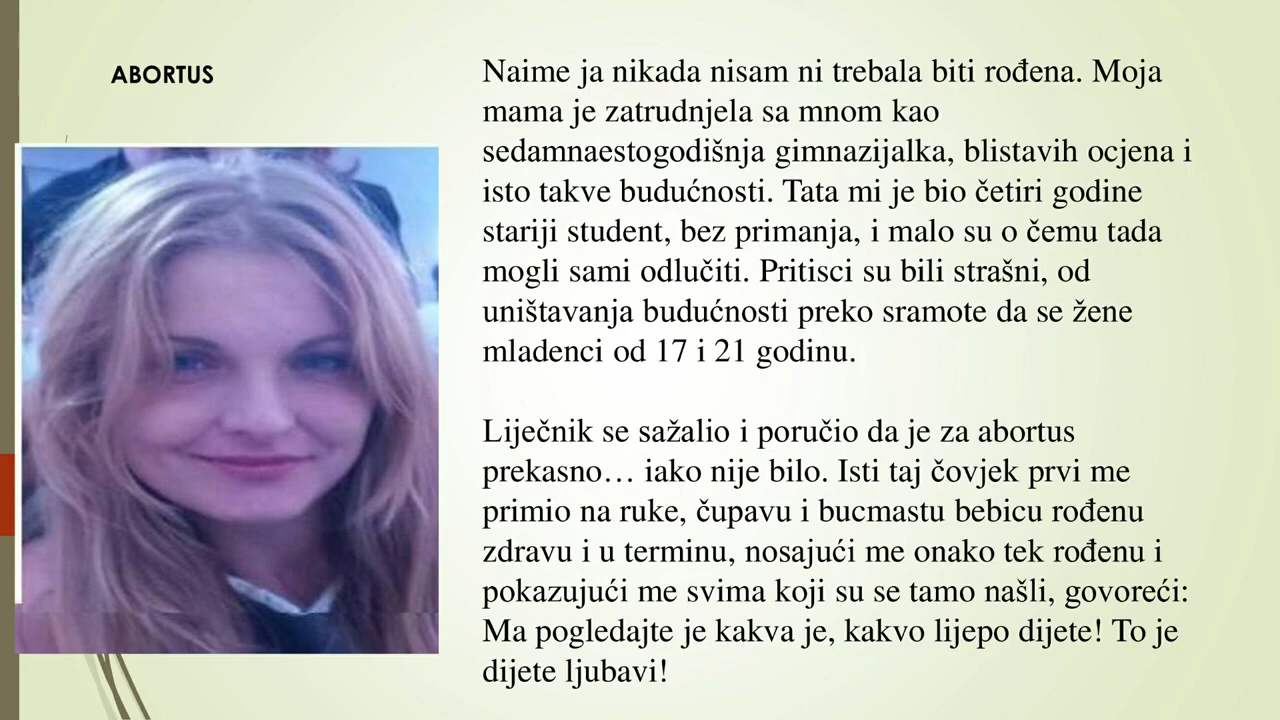 ABORTUS
Naime ja nikada nisam ni trebala biti rođena. Moja
mama je zatrudnjela sa mnom kao
sedamnaestogodišnja gimnazijalka, blistavih ocjena i
isto takve budućnosti. Tata mi je bio četiri godine
stariji student, bez primanja, i malo su o čemu tada
mogli sami odlučiti. Pritisci su bili strašni, od
uništavanja budućnosti preko sramote da se žene
mladenci od 17 i 21 godinu.
Liječnik se sažalio i poručio da je za abortus
prekasno… iako nije bilo. Isti taj čovjek prvi me
primio na ruke, čupavu i bucmastu bebicu rođenu
zdravu i u terminu, nosajući me onako tek rođenu i
pokazujući me svima koji su se tamo našli, govoreći:
Ma pogledajte je kakva je, kakvo lijepo dijete! To je
dijete ljubavi!